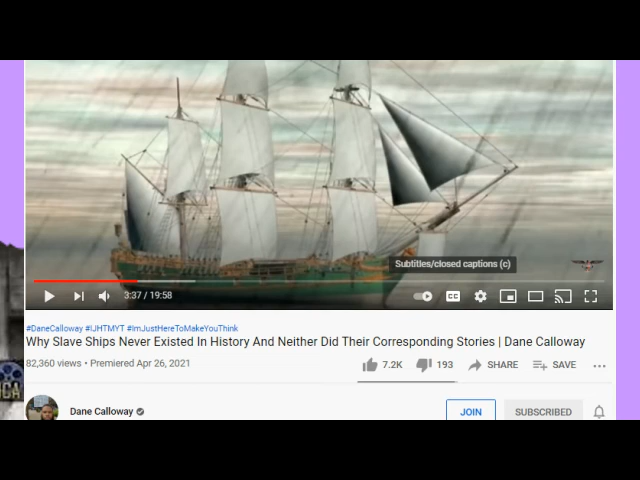 Subtitles/closed captions (c)
3:37 / 19:58
CC
#DaneCalloway #IJHTMYT #ImJustHereToMakeYouThink
Why Slave Ships Never Existed In History And Neither Did Their Corresponding Stories | Dane Calloway
82,360 views • Premiered Apr 26, 2021
7.2K
193
SHARE
SAVE
Dane Calloway
JOIN
SUBSCRIBED